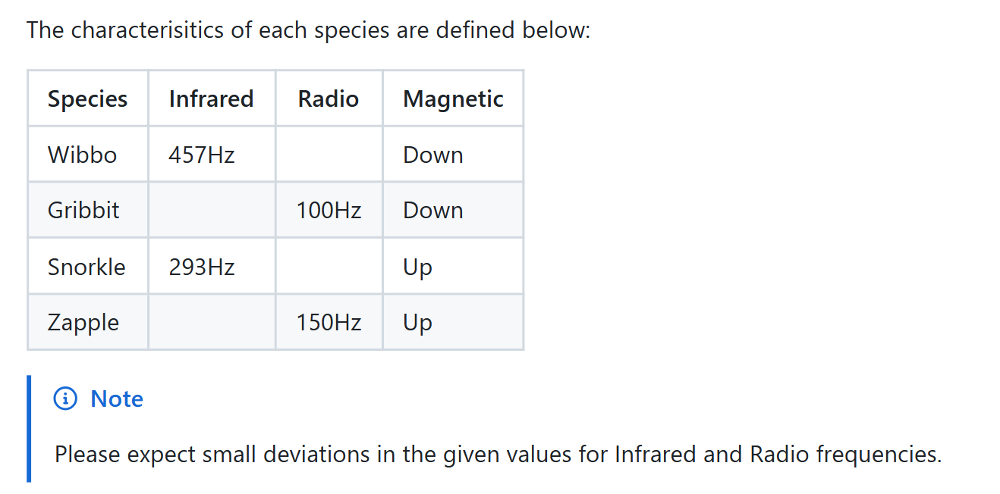 The characterisitics of each species are defined below:
Species Infrared Radio Magnetic
Wibbo 457Hz Down
Gribbit 100Hz Down
Snorkle 293Hz Up
Zapple 150Hz Up
Note
Please expect small deviations in the given values for Infrared and Radio frequencies.